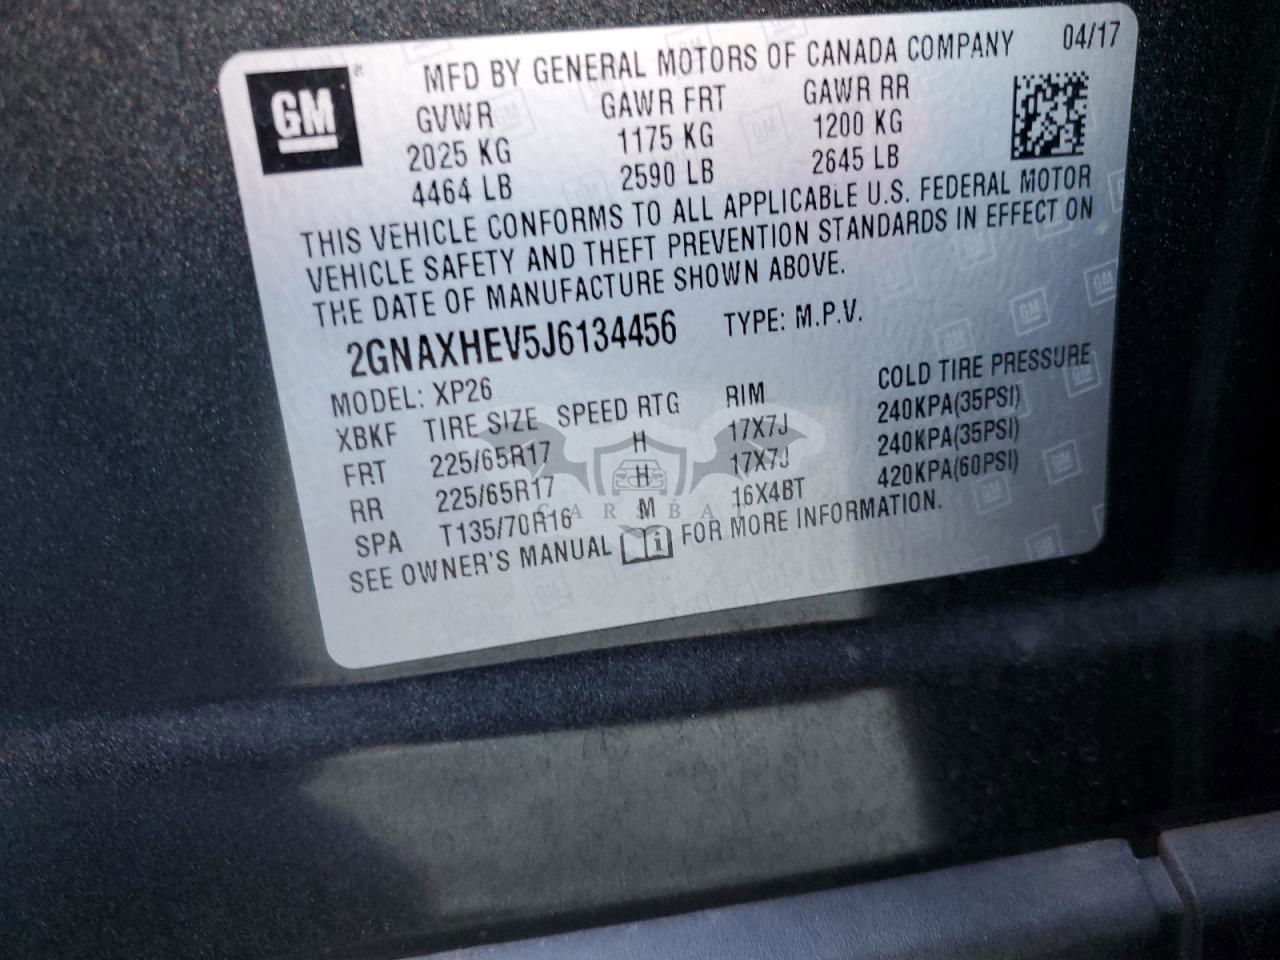 GM
MFD BY GENERAL MOTORS OF CANADA COMPANY 04/17
GVWR GAWR FRT GAWR RR
2025 KG 1175 KG 1200 KG
4464 LB 2590 LB 2645 LB
THIS VEHICLE CONFORMS TO ALL APPLICABLE U.S. FEDERAL MOTOR
VEHICLE SAFETY AND THEFT PREVENTION STANDARDS IN EFFECT ON
THE DATE OF MANUFACTURE SHOWN ABOVE.
2GNAXHEV5J6134456 TYPE: M.P.V.
MODEL: XP26
XBKF TIRE SIZE SPEED RTG RIM COLD TIRE PRESSURE
FRT 225/65R17 H 17X7J 240KPA(35PSI)
RR 225/65R17 H 17X7J 240KPA(35PSI)
SPA T135/70R16 M 16X4BT 420KPA(60PSI)
SEE OWNER'S MANUAL FOR MORE INFORMATION.